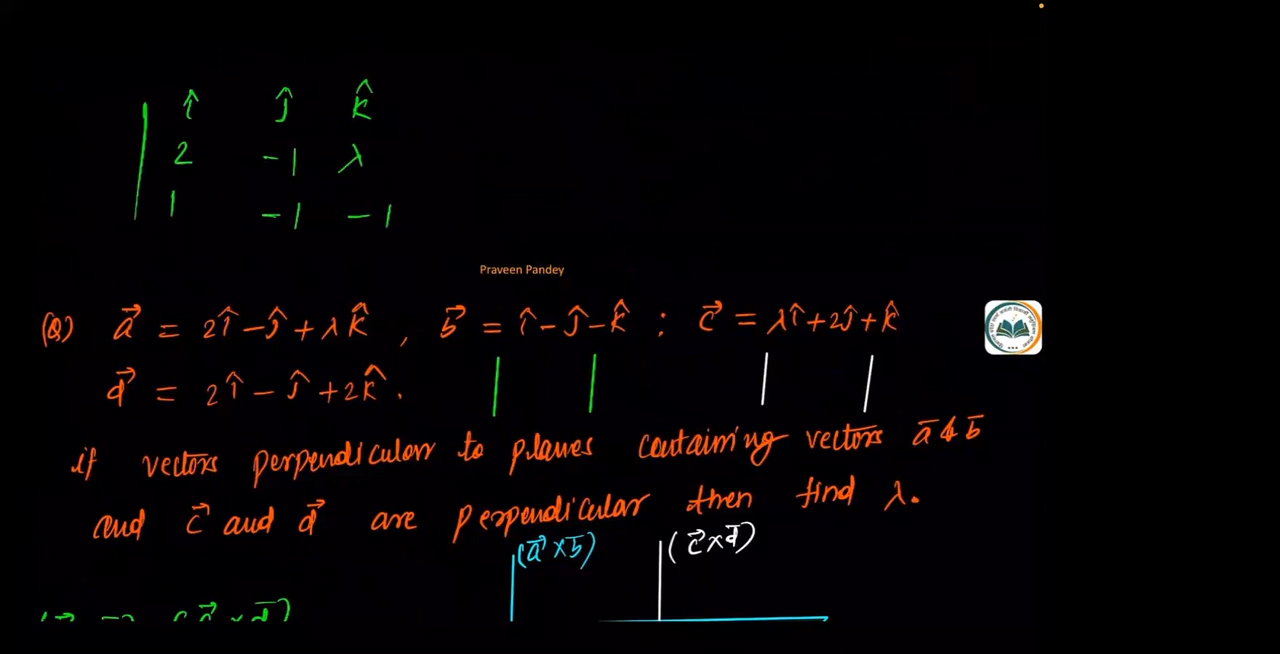 î ĵ k̂
2 -1 λ
1 -1 -1
Praveen Pandey
(Q) a⃗ = 2î - ĵ + λk̂ , b⃗ = î - ĵ - k̂ ; c⃗ = λî + 2ĵ + k̂
d⃗ = 2î - ĵ + 2k̂ .
if vectors perpendicular to planes containing vectors a̅ & b̅
and c⃗ and d⃗ are perpendicular then find λ.
(a⃗ × b̅) (c⃗ × d̅)